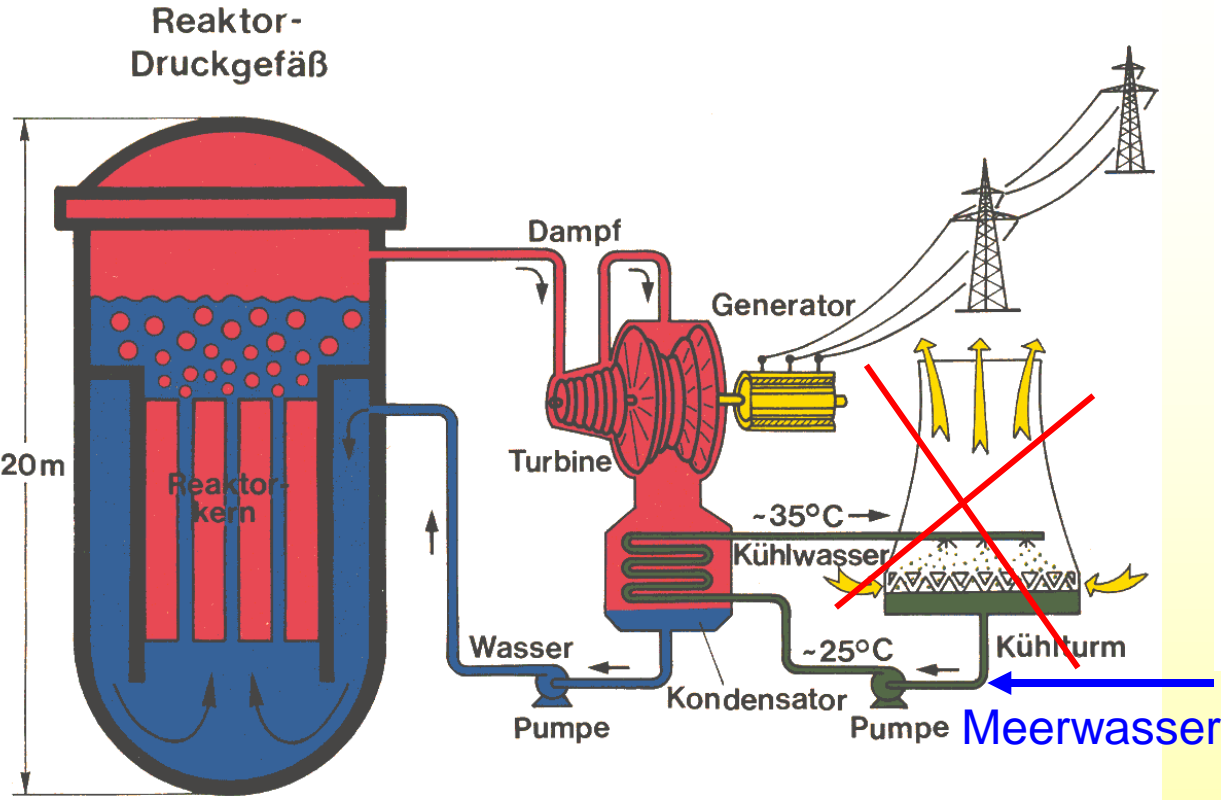 Reaktor-
Druckgefäß
Dampf
Generator
20m
Reaktor-
kern
Turbine
~35°C
Kühlwasser
Wasser
~25°C
Kühlturm
Kondensator
Pumpe
Pumpe
Meerwasser